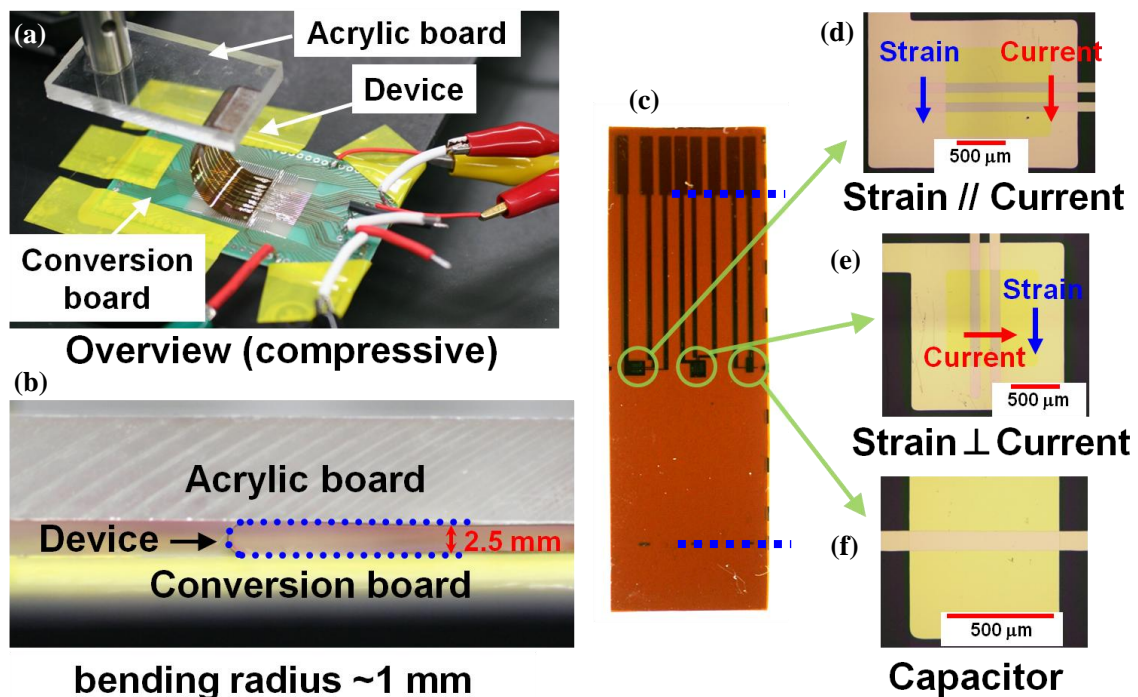 (a)
Acrylic board
Device
Conversion
board
Overview (compressive)
(b)
Acrylic board
Device
2.5 mm
Conversion board
bending radius ~1 mm
(c)
(d)
Strain
Current
500 μm
Strain // Current
(e)
Strain
Current
500 μm
Strain ⊥ Current
(f)
500 μm
Capacitor